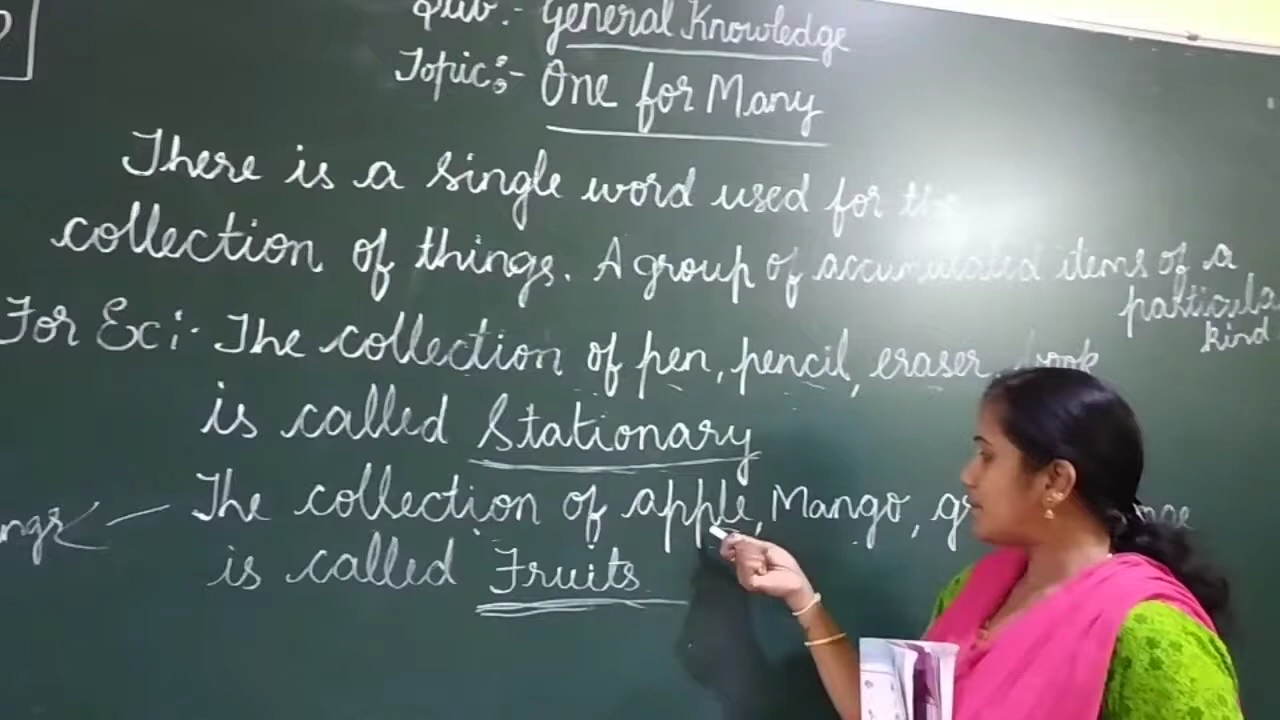 Sub:- General Knowledge
Topic:- One for Many
There is a single word used for the
collection of things. A group of accumulated items of a
particula
kind.
For Ex:- The collection of pen, pencil, eraser, book
is called Stationary
The collection of apple, Mango,
is called Fruits